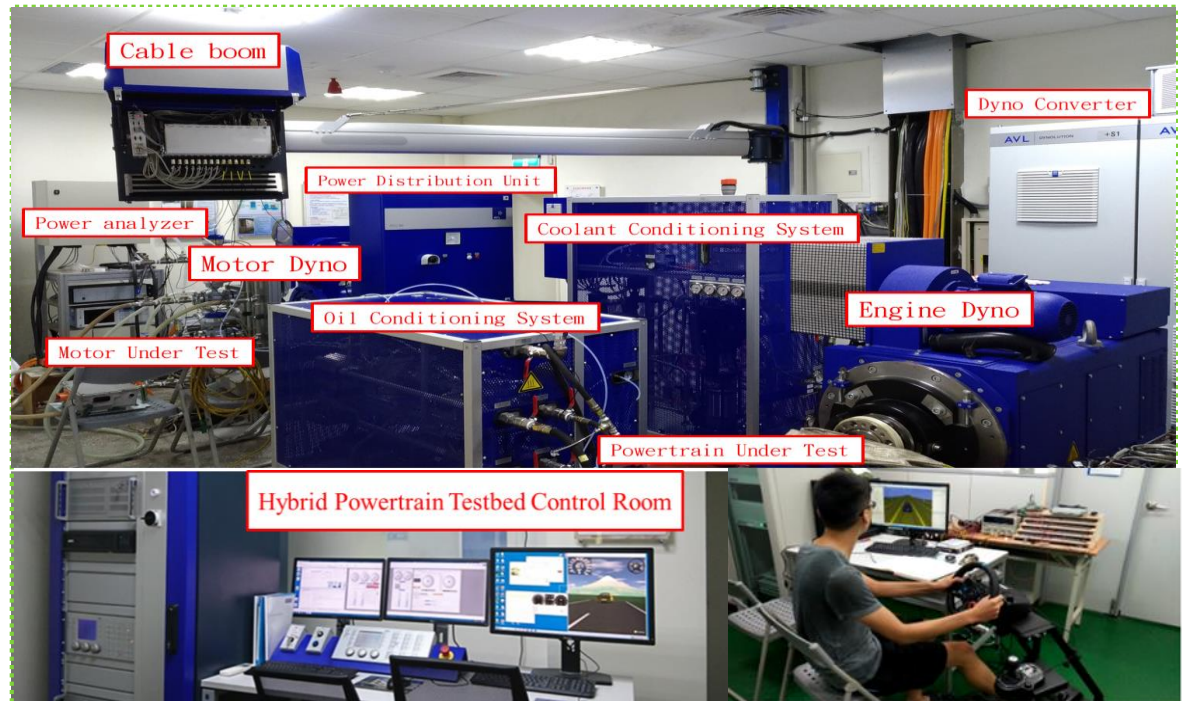 Cable boom
Dyno Converter
AVL
+S1
Power Distribution Unit
Power analyzer
Coolant Conditioning System
Motor Dyno
Engine Dyno
Oil Conditioning System
Motor Under Test
Powertrain Under Test
Hybrid Powertrain Testbed Control Room